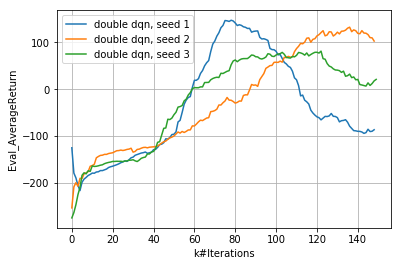 double dqn, seed 1
double dqn, seed 2
double dqn, seed 3
Eval_AverageReturn
100
0
−100
−200
0 20 40 60 80 100 120 140
k#Iterations